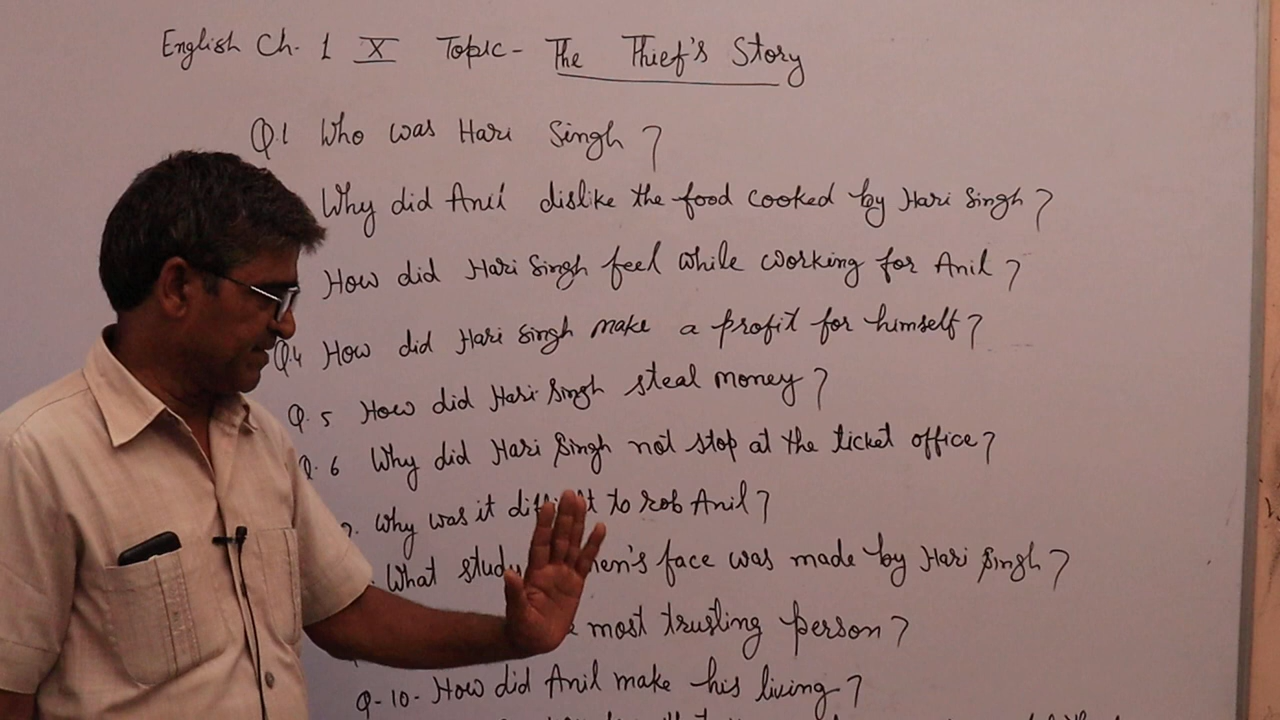 English Ch. 1 X Topic - The Thief's Story
Q.1 Who was Hari Singh?
Why did Anil dislike the food cooked by Hari Singh?
How did Hari Singh feel while working for Anil?
Q.4 How did Hari Singh make a profit for himself?
Q.5 How did Hari Singh steal money?
Q.6 Why did Hari Singh not stop at the ticket office?
Why was it to rob Anil?
What study men's face was made by Hari Singh?
most trusting person?
Q-10- How did Anil make his living?